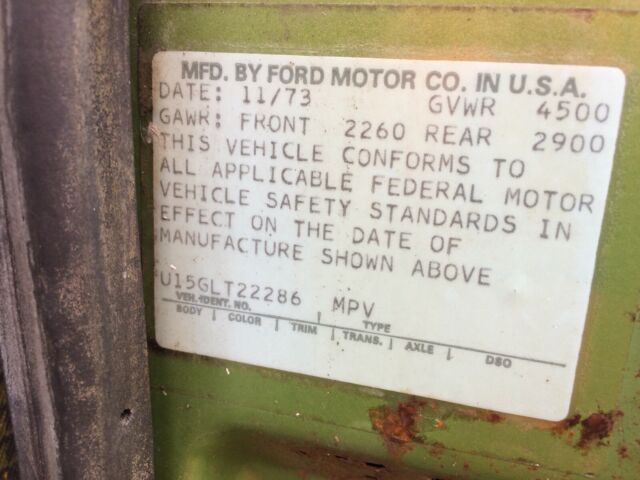 MFD. BY FORD MOTOR CO. IN U.S.A.
DATE: 11/73 GVWR 4500
GAWR: FRONT 2260 REAR 2900
THIS VEHICLE CONFORMS TO
ALL APPLICABLE FEDERAL MOTOR
VEHICLE SAFETY STANDARDS IN
EFFECT ON THE DATE OF
MANUFACTURE SHOWN ABOVE
U15GLT22286 MPV
VEH. IDENT. NO. TYPE
BODY COLOR TRIM TRANS. AXLE DSO